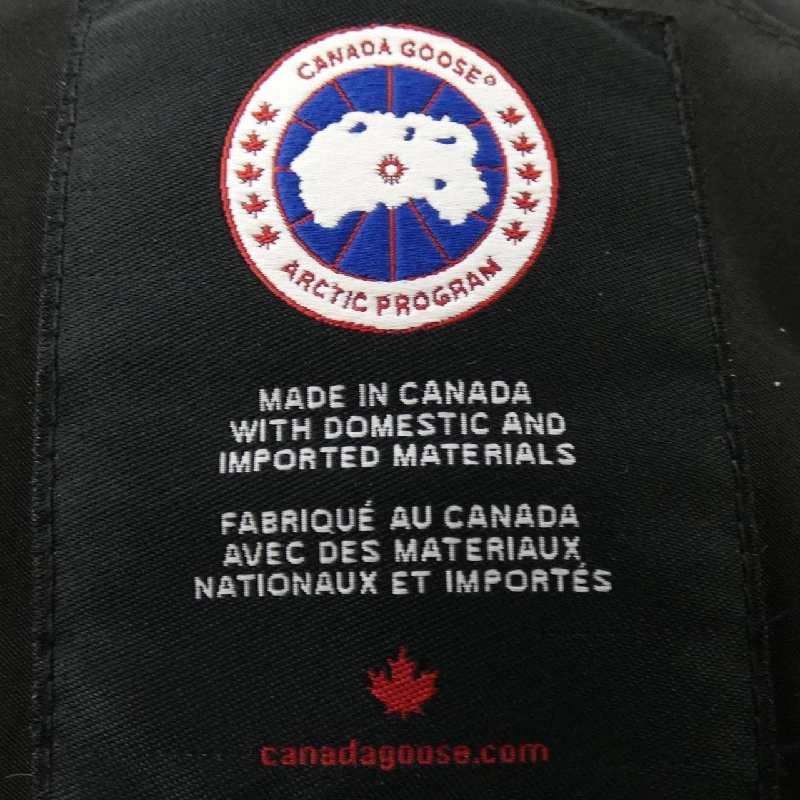 CANADA GOOSE®
ARCTIC PROGRAM
MADE IN CANADA
WITH DOMESTIC AND
IMPORTED MATERIALS
FABRIQUÉ AU CANADA
AVEC DES MATERIAUX
NATIONAUX ET IMPORTÉS
canadagoose.com